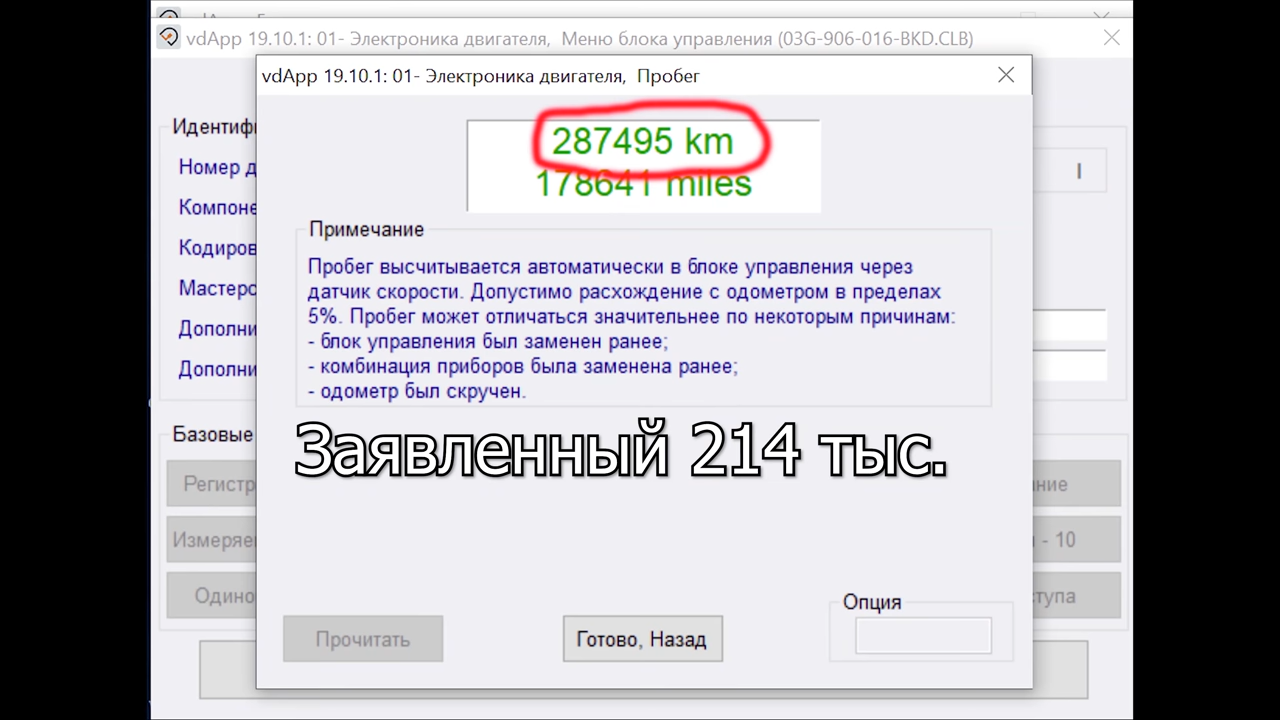 vdApp 19.10.1: 01- Электроника двигателя, Меню блока управления (03G-906-016-BKD.CLB)
vdApp 19.10.1: 01- Электроника двигателя, Пробег
287495 km
178641 miles
Примечание
Пробег высчитывается автоматически в блоке управления через
датчик скорости. Допустимо расхождение с одометром в пределах
5%. Пробег может отличаться значительнее по некоторым причинам:
- блок управления был заменен ранее;
- комбинация приборов была заменена ранее;
- одометр был скручен.
Заявленный 214 тыс.
Идентифи
Номер д
Компоне
Кодиров
Мастерс
Дополни
Дополни
Базовые
Регистр
ние
Измеряе
- 10
Одино
тупа
Опция
Прочитать
Готово, Назад